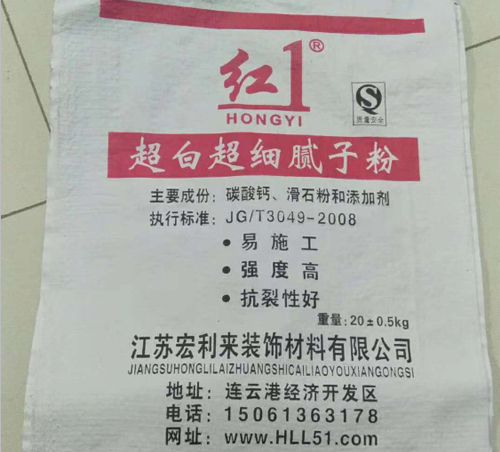 红1®
HONGYI
质量安全
超白超细腻子粉
主要成份：碳酸钙、滑石粉和添加剂
执行标准：JG/T3049-2008
·易施工
·强度高
·抗裂性好
重量：20±0.5kg
江苏宏利来装饰材料有限公司
JIANGSUHONGLILAIZHUANGSHICAILIAOYOUXIANGONGSI
地址：连云港经济开发区
电话：15061363178
网址：www.HLL51.com